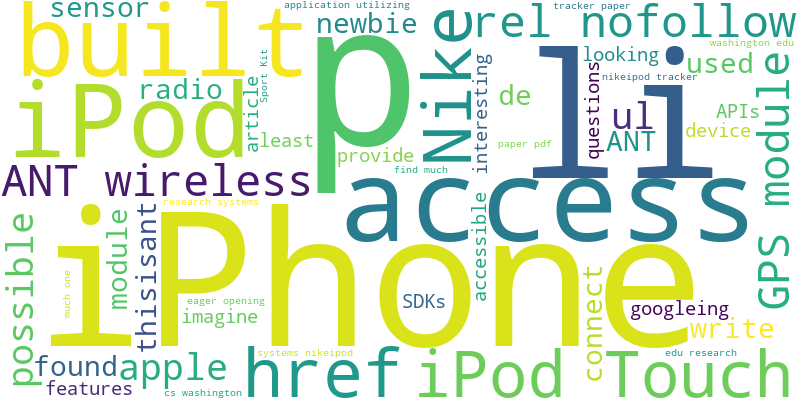 sensor
application utilizing
tracker paper
built
newbie
Nike
rel nofollow
washington edu
p
looking
used
iPod
radio
article
Sport Kit
interesting
li
questions
nikeipod tracker
module
de
ul
APIs
least
ANT
device
provide
paper pdf
ANT wireless
find much
access
GPS
possible
module
thisisant
research systems
iPhone
accessible
connect
much one
eager opening
imagine
SDKs
googleing
write
found
apple
systems nikeipod
edu research
features
cs washington
href
iPod Touch